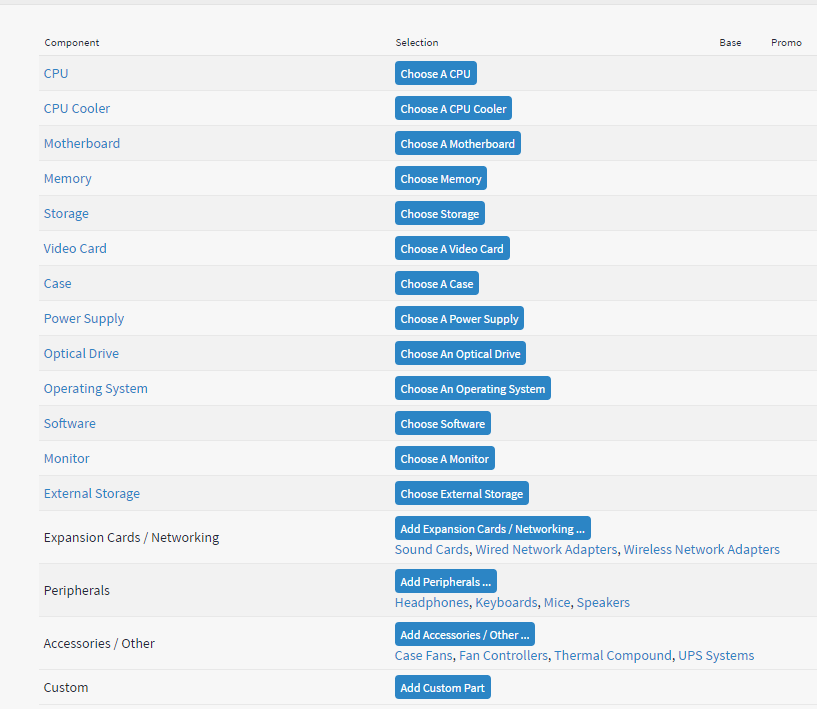 Component Selection Base Promo
CPU Choose A CPU
CPU Cooler Choose A CPU Cooler
Motherboard Choose A Motherboard
Memory Choose Memory
Storage Choose Storage
Video Card Choose A Video Card
Case Choose A Case
Power Supply Choose A Power Supply
Optical Drive Choose An Optical Drive
Operating System Choose An Operating System
Software Choose Software
Monitor Choose A Monitor
External Storage Choose External Storage
Expansion Cards / Networking Add Expansion Cards / Networking ...
Sound Cards, Wired Network Adapters, Wireless Network Adapters
Peripherals Add Peripherals ...
Headphones, Keyboards, Mice, Speakers
Accessories / Other Add Accessories / Other ...
Case Fans, Fan Controllers, Thermal Compound, UPS Systems
Custom Add Custom Part